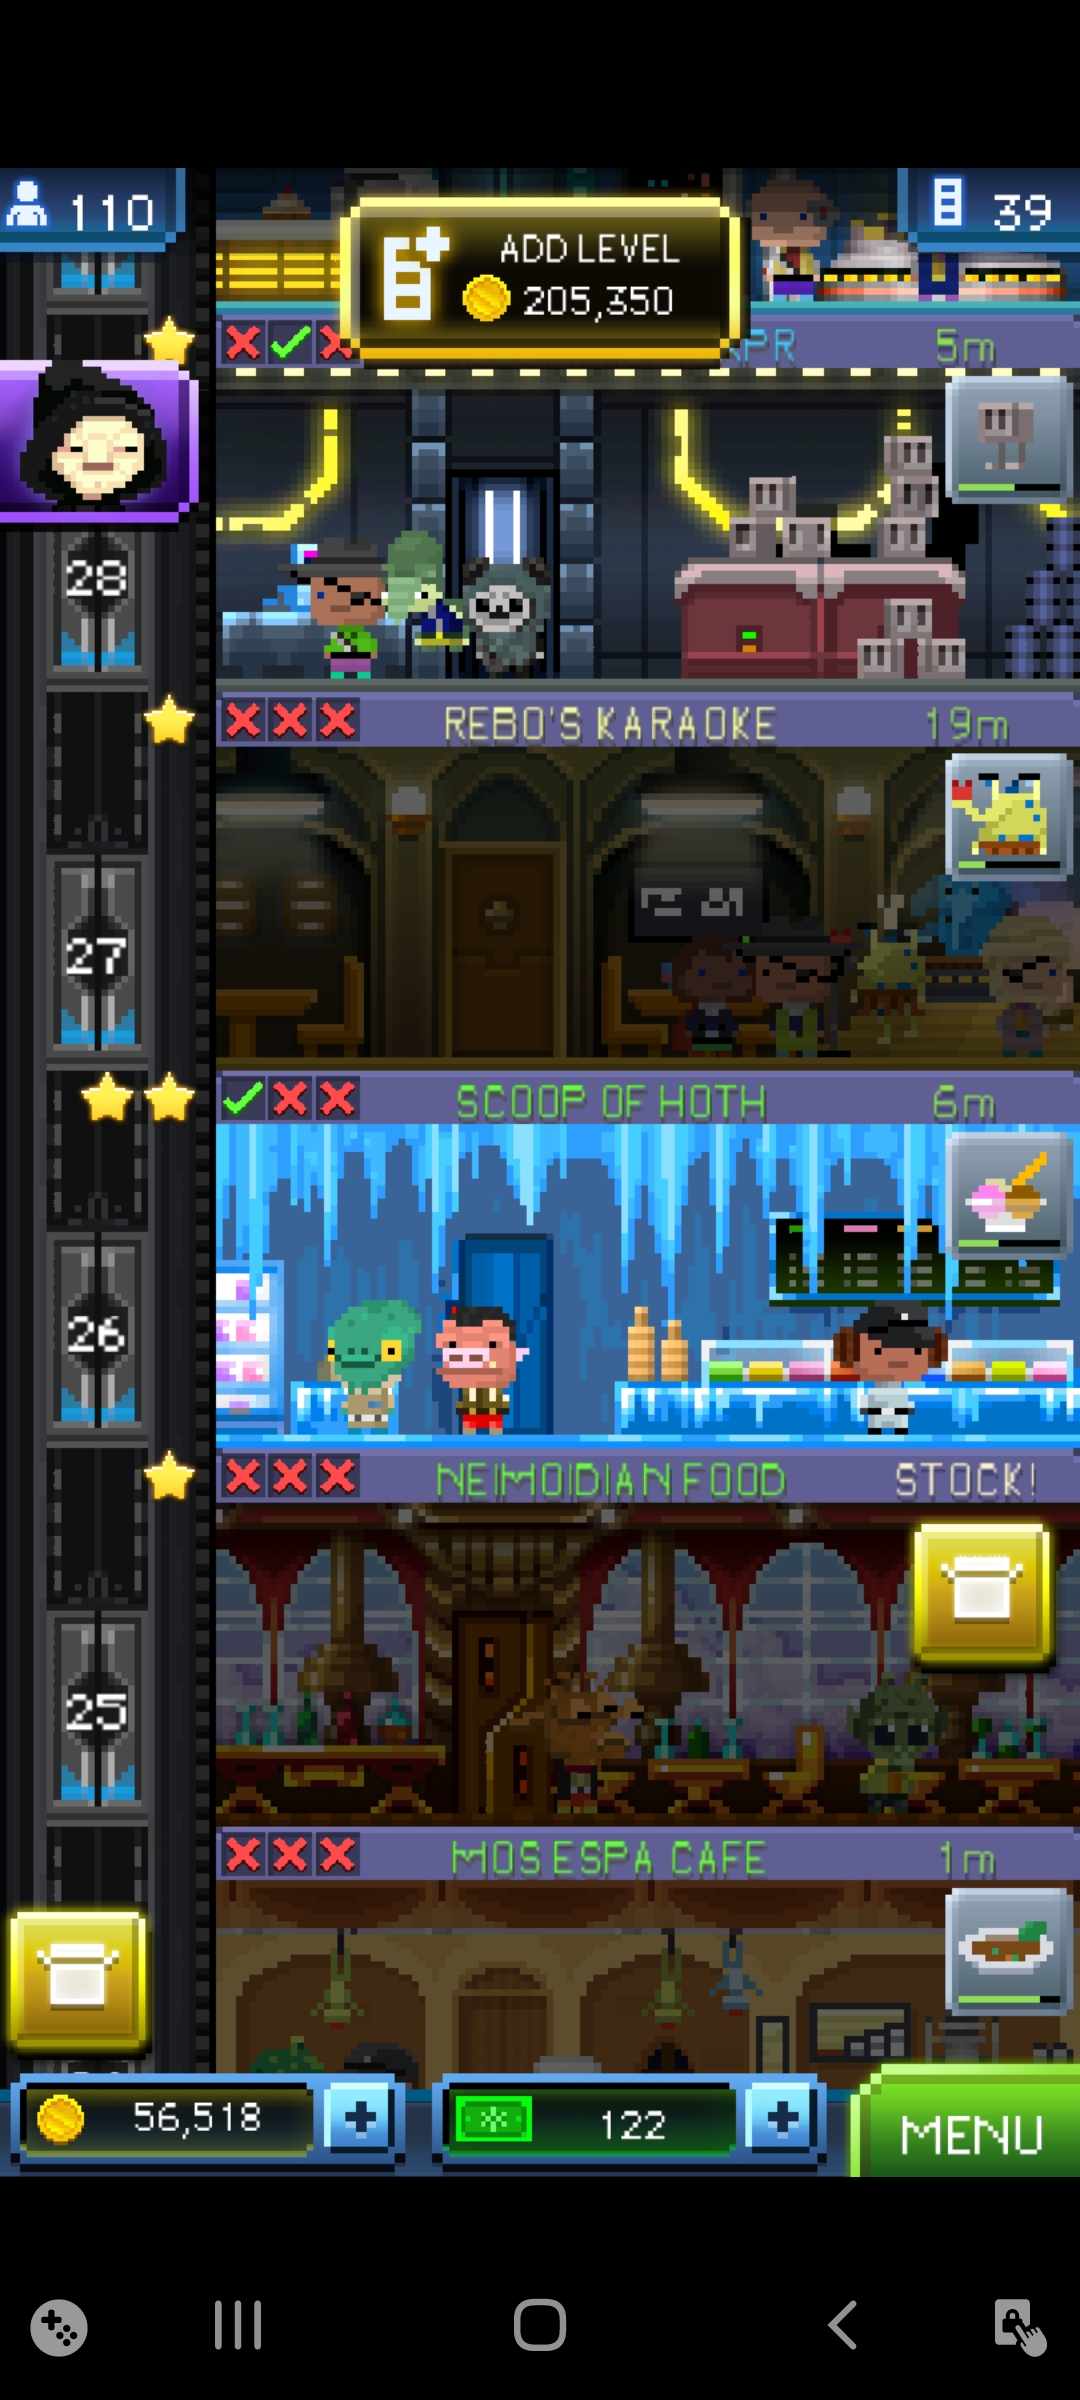 110
ADD LEVEL
205,350
39
5m
28
REBO'S KARAOKE 19m
27
SCOOP OF HOTH 6m
26
NEIMOIDIAN FOOD STOCK!
25
MOS ESPA CAFE 1m
56,518
122
MENU